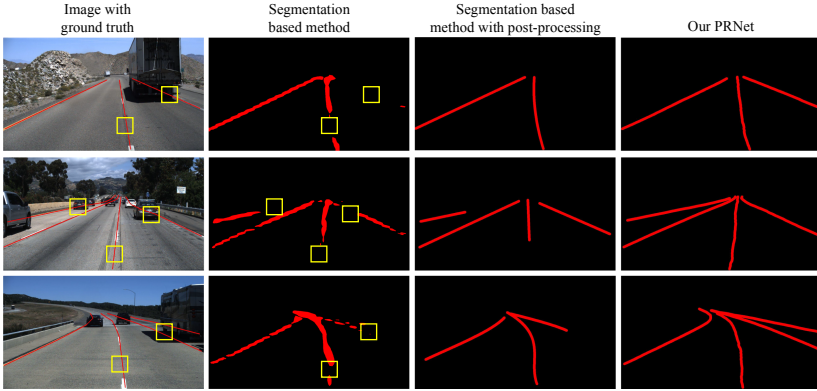 Image with
ground truth
Segmentation
based method
Segmentation based
method with post-processing
Our PRNet